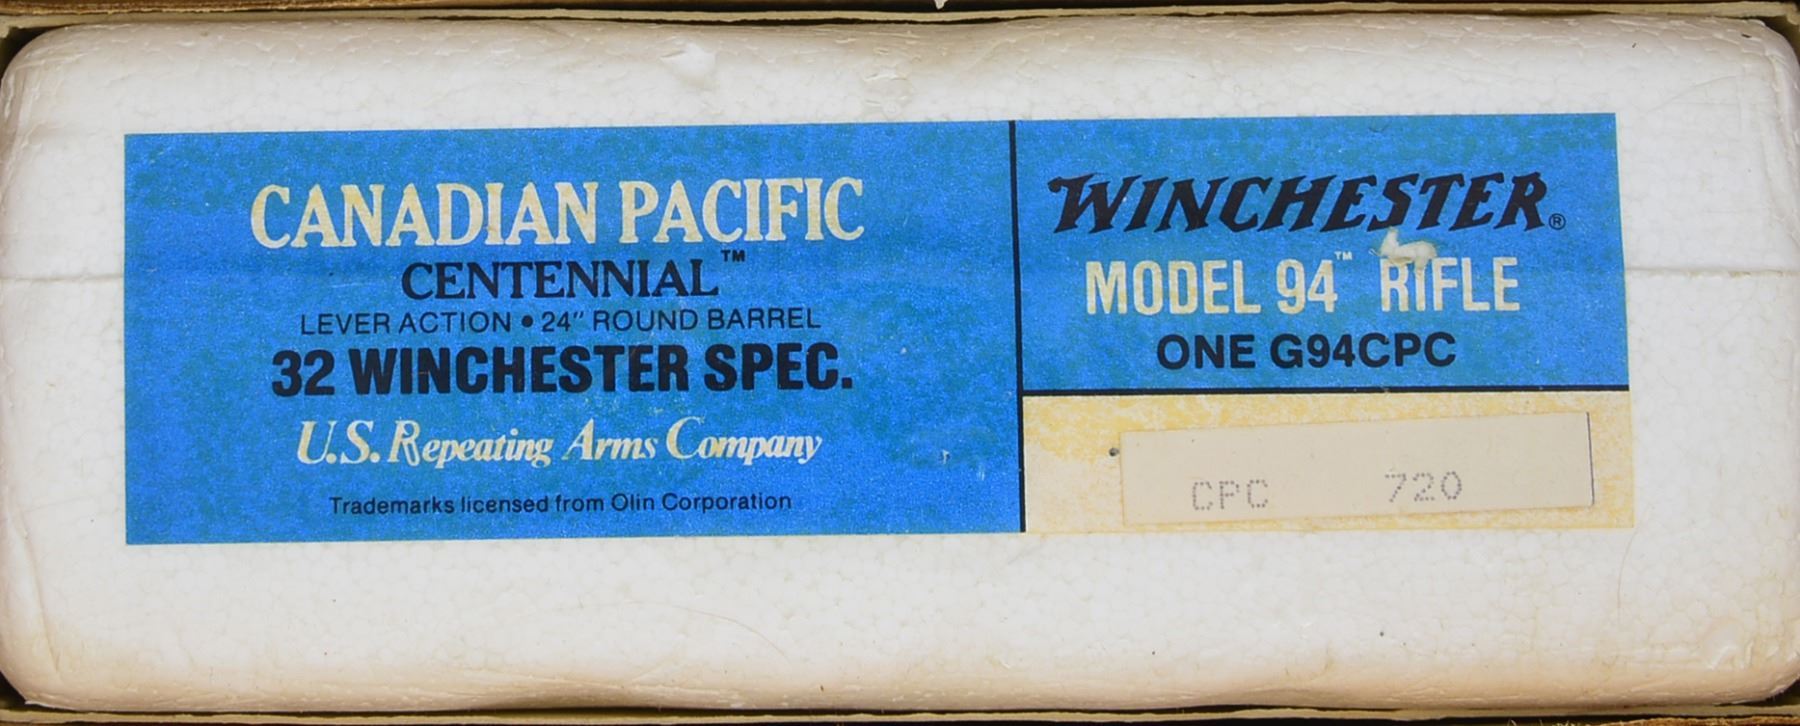 CANADIAN PACIFIC
CENTENNIAL™
LEVER ACTION • 24" ROUND BARREL
32 WINCHESTER SPEC.
U.S. Repeating Arms Company
Trademarks licensed from Olin Corporation
WINCHESTER®
MODEL 94™ RIFLE
ONE G94CPC
CPC 720